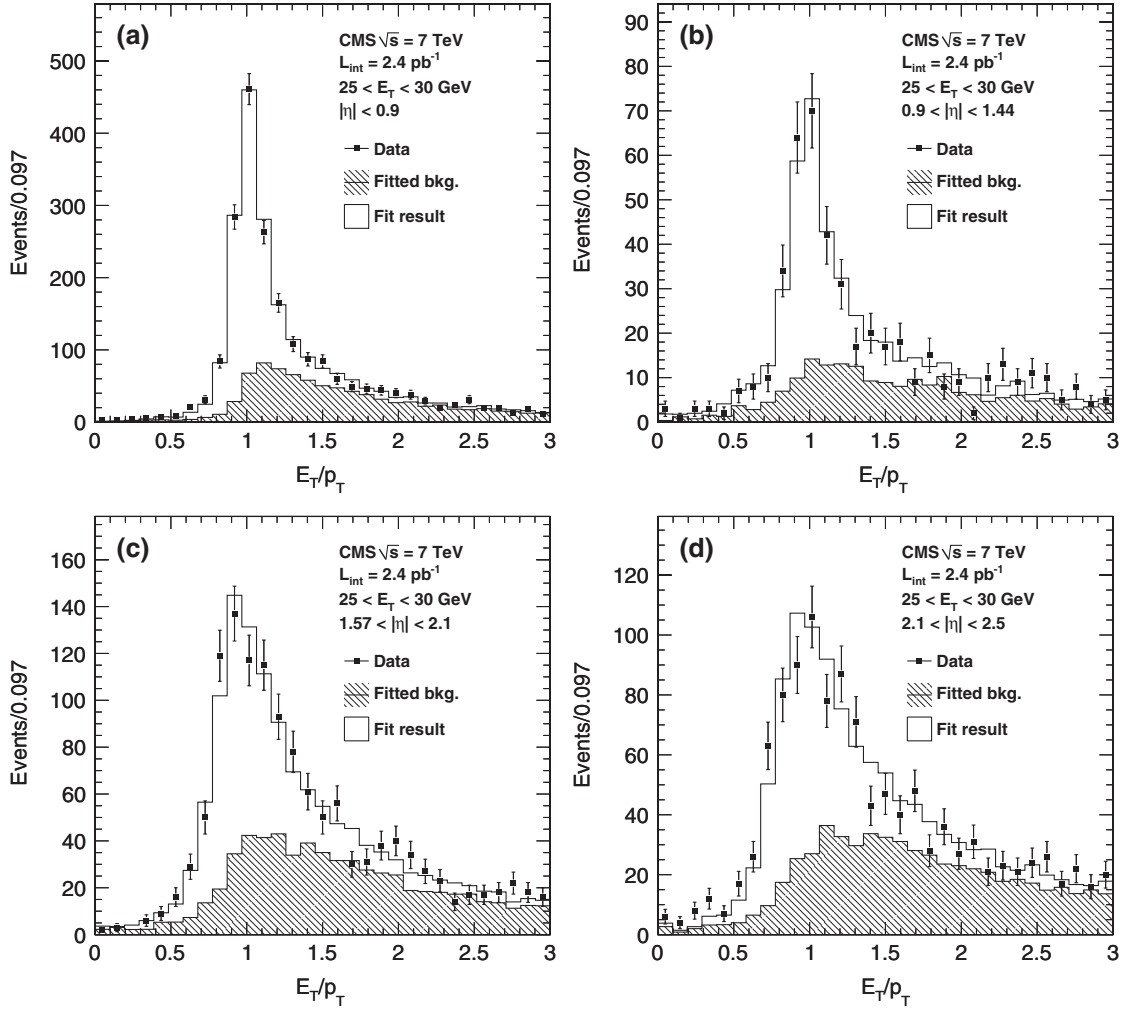 (a)
CMS √s = 7 TeV
L_int = 2.4 pb⁻¹
25 < E_T < 30 GeV
|η| < 0.9
Data
Fitted bkg.
Fit result
Events/0.097
500
400
300
200
100
0
0 0.5 1 1.5 2 2.5 3
E_T/p_T
(b)
CMS √s = 7 TeV
L_int = 2.4 pb⁻¹
25 < E_T < 30 GeV
0.9 < |η| < 1.44
Data
Fitted bkg.
Fit result
Events/0.097
90
80
70
60
50
40
30
20
10
0
0 0.5 1 1.5 2 2.5 3
E_T/p_T
(c)
CMS √s = 7 TeV
L_int = 2.4 pb⁻¹
25 < E_T < 30 GeV
1.57 < |η| < 2.1
Data
Fitted bkg.
Fit result
Events/0.097
160
140
120
100
80
60
40
20
0
0 0.5 1 1.5 2 2.5 3
E_T/p_T
(d)
CMS √s = 7 TeV
L_int = 2.4 pb⁻¹
25 < E_T < 30 GeV
2.1 < |η| < 2.5
Data
Fitted bkg.
Fit result
Events/0.097
120
100
80
60
40
20
0
0 0.5 1 1.5 2 2.5 3
E_T/p_T